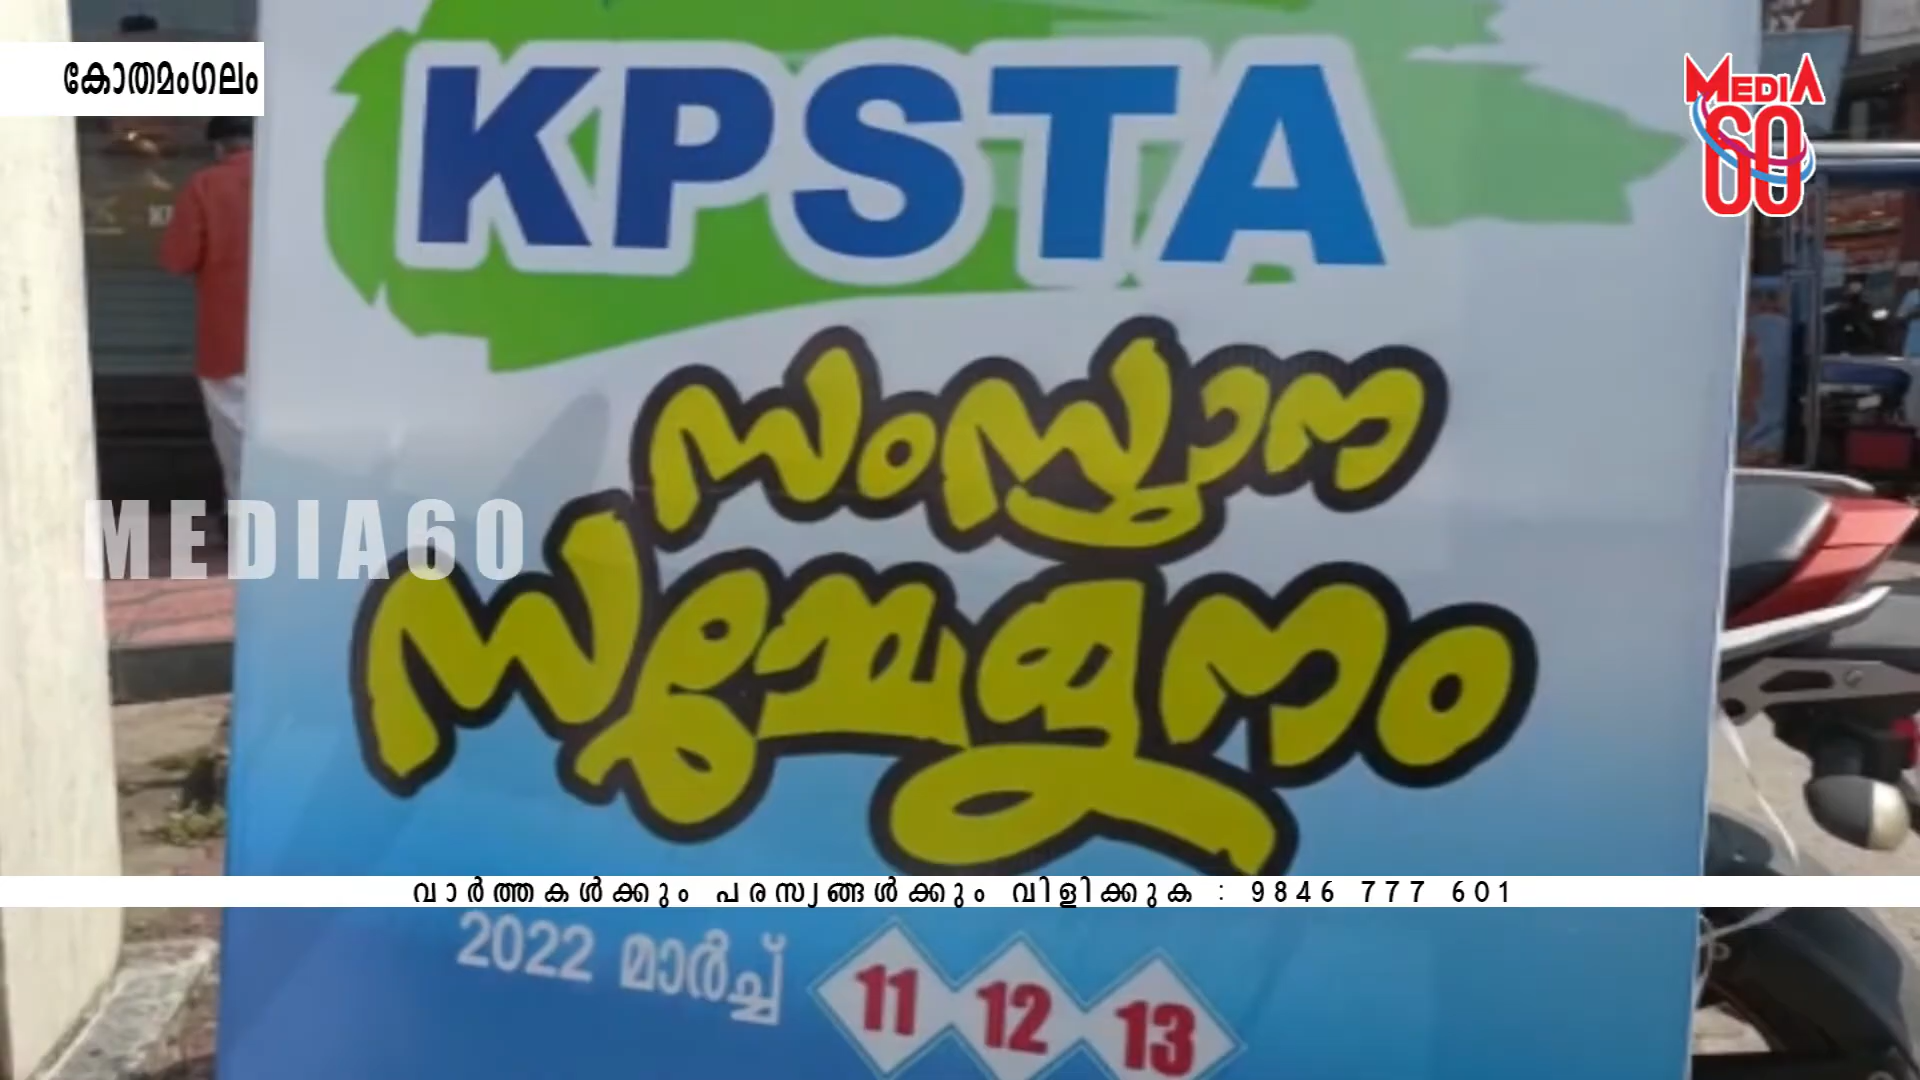 കോതമംഗലം
MEDIA
60
KPSTA
സംസ്ഥാന
MEDIA60
സമ്മേളനം
വാർത്തകൾക്കും പരസ്യങ്ങൾക്കും വിളിക്കുക : 9846 777 601
2022 മാർച്ച് 11 12 13